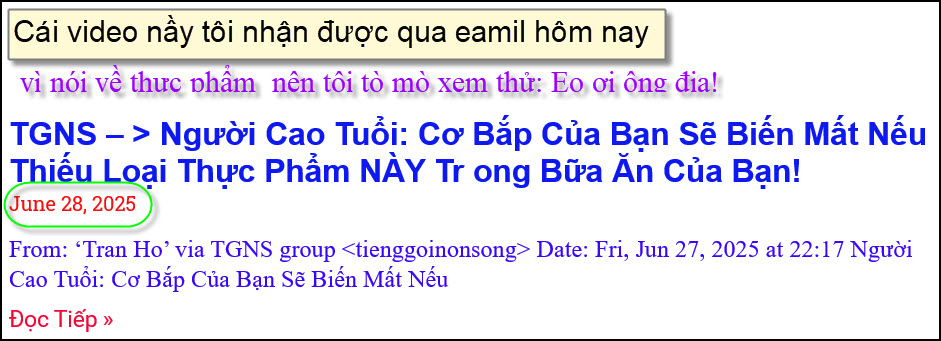 Cái video nầy tôi nhận được qua eamil hôm nay
vì nói về thực phẩm nên tôi tò mò xem thử: Eo ơi ông địa!
TGNS – > Người Cao Tuổi: Cơ Bắp Của Bạn Sẽ Biến Mất Nếu
Thiếu Loại Thực Phẩm NÀY Tr ong Bữa Ăn Của Bạn!
June 28, 2025
From: ‘Tran Ho’ via TGNS group <tienggoinonsong> Date: Fri, Jun 27, 2025 at 22:17 Người
Cao Tuổi: Cơ Bắp Của Bạn Sẽ Biến Mất Nếu
Đọc Tiếp »